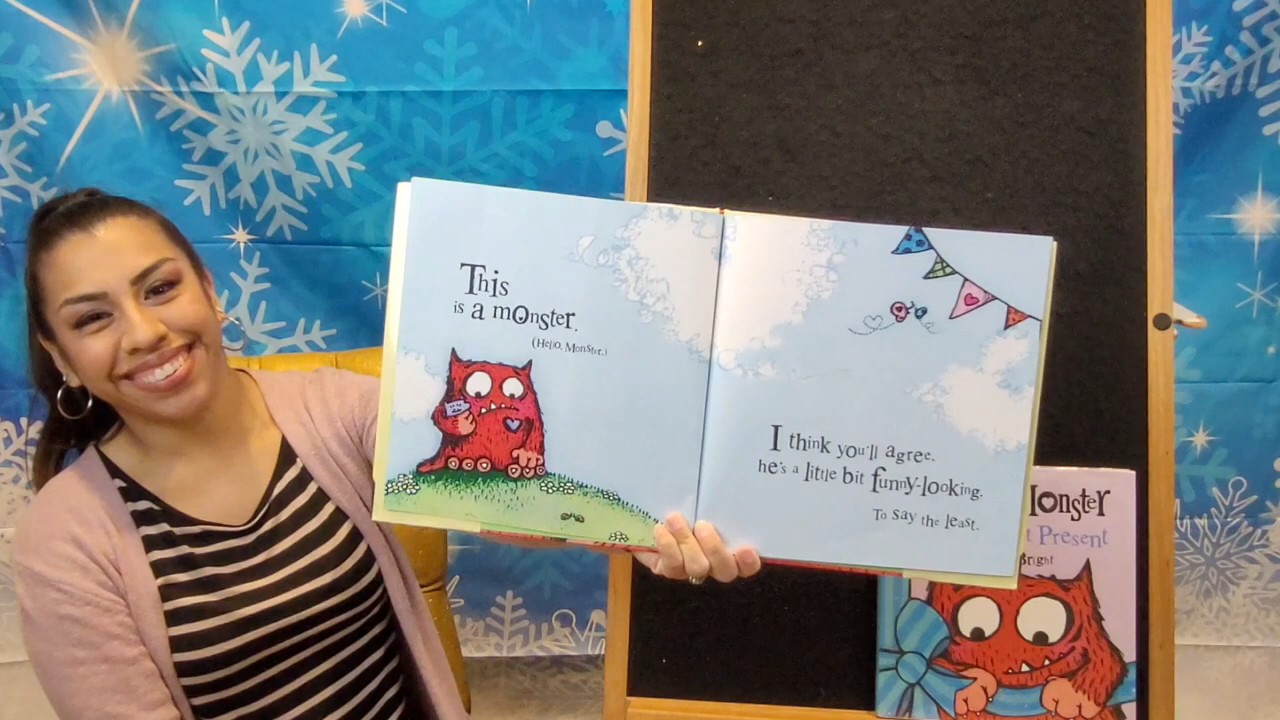 This
is a monster.
(Hello, Monster.)
I think you'll agree,
he's a little bit funny-looking.
To say the least.
Monster
Present
Bright